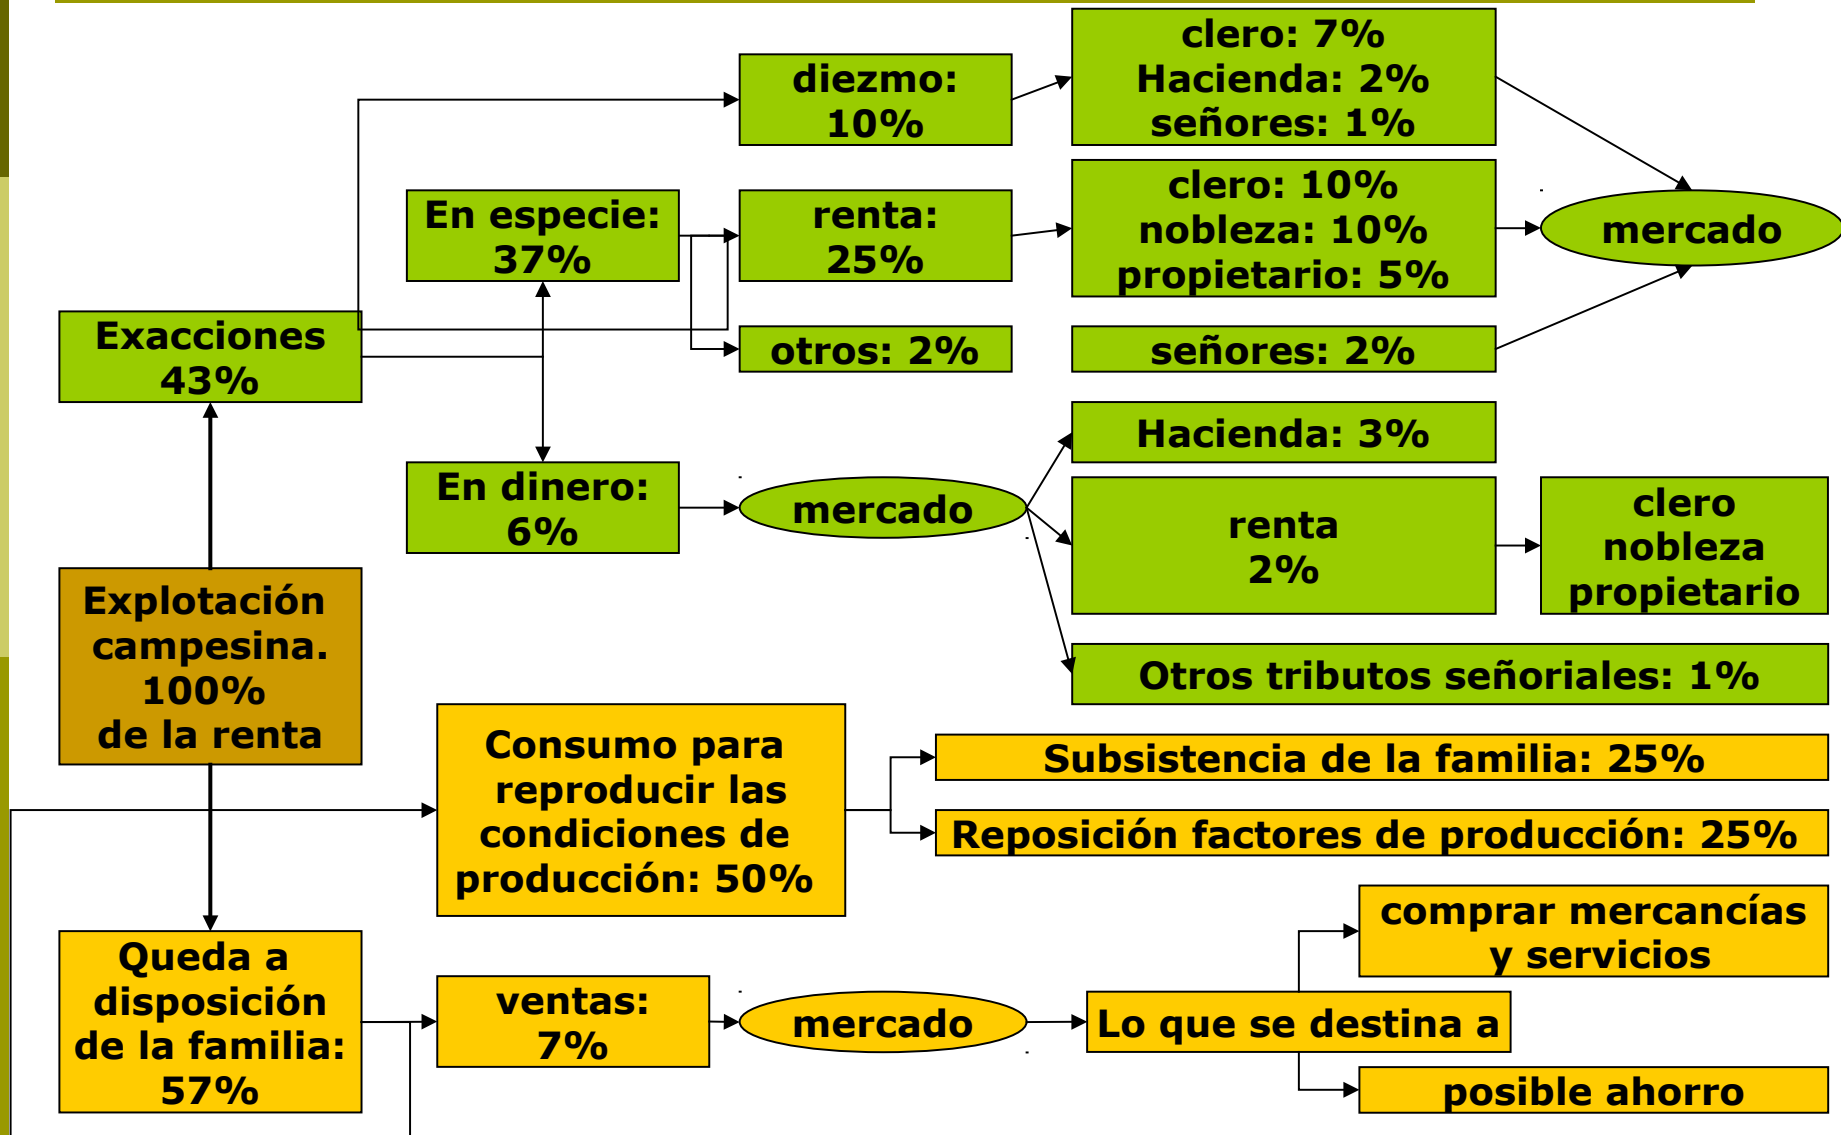 clero: 7%
Hacienda: 2%
señores: 1%
diezmo:
10%
clero: 10%
nobleza: 10%
propietario: 5%
En especie:
37%
renta:
25%
mercado
Exacciones
43%
otros: 2%
señores: 2%
Hacienda: 3%
En dinero:
6%
mercado
renta
2%
clero
nobleza
propietario
Explotación
campesina.
100%
de la renta
Otros tributos señoriales: 1%
Consumo para
reproducir las
condiciones de
producción: 50%
Subsistencia de la familia: 25%
Reposición factores de producción: 25%
Queda a
disposición
de la familia:
57%
ventas:
7%
mercado
Lo que se destina a
comprar mercancías
y servicios
posible ahorro